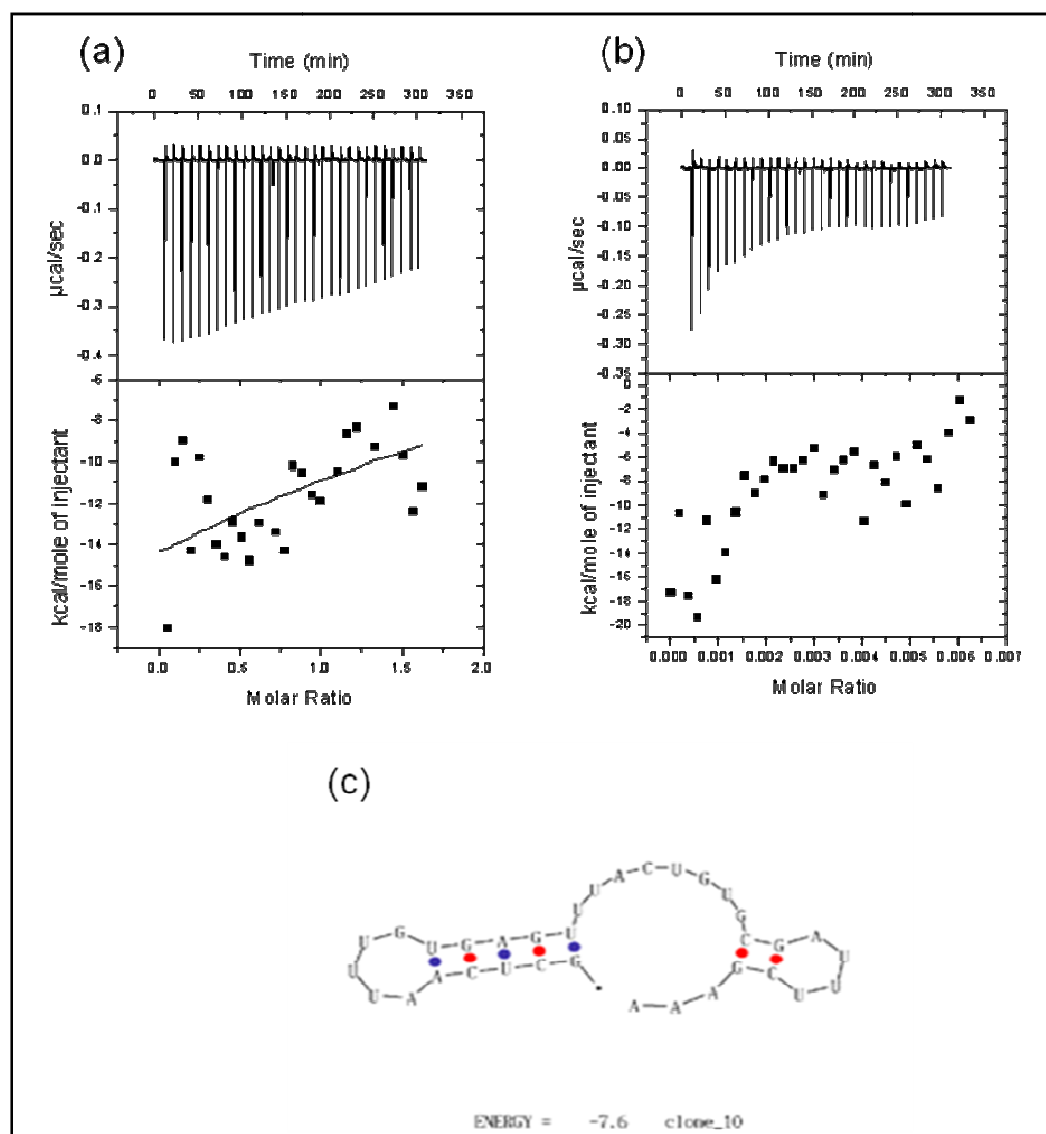 (a)
Time (min)
0 50 100 150 200 250 300 350
0.1
0.0
-0.1
-0.2
-0.3
-0.4
µcal/sec
-6
-8
-10
-12
-14
-16
-18
kcal/mole of injectant
0.0 0.5 1.0 1.5 2.0
Molar Ratio
(b)
Time (min)
0 50 100 150 200 250 300 350
0.10
0.05
0.00
-0.05
-0.10
-0.15
-0.20
-0.25
-0.30
-0.35
µcal/sec
0
-2
-4
-6
-8
-10
-12
-14
-16
-18
-20
kcal/mole of injectant
0.000 0.001 0.002 0.003 0.004 0.005 0.006 0.007
Molar Ratio
(c)
G C U C A A U U U G U G A G U U U A C U G U G C G A U U U C G A A A
ENERGY = -7.6 clone_10